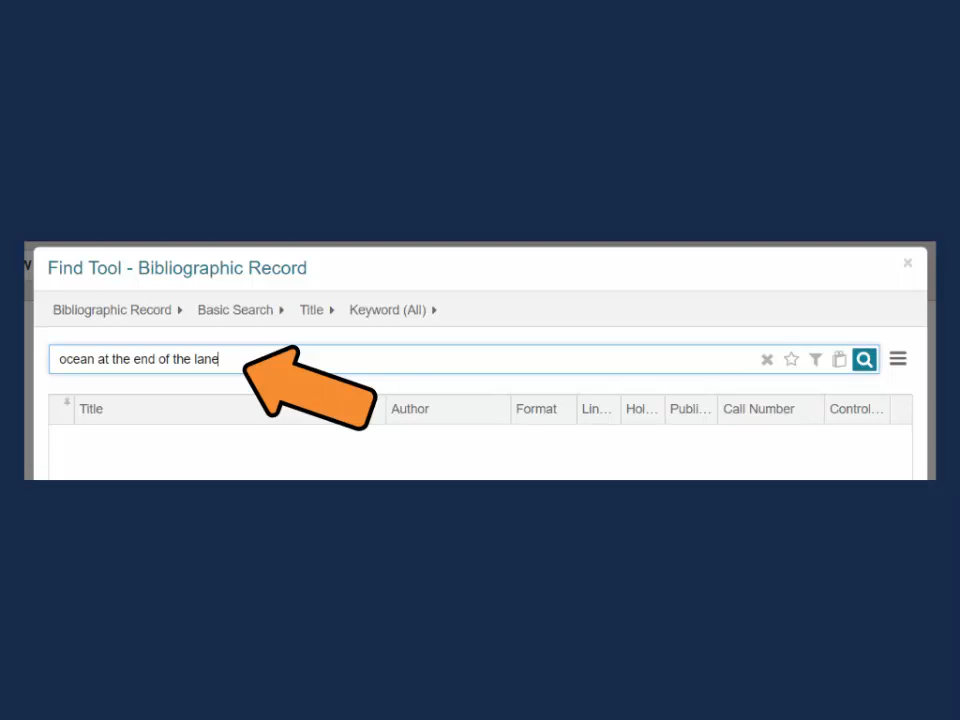 Find Tool - Bibliographic Record
Bibliographic Record Basic Search Title Keyword (All)
ocean at the end of the lane
Title Author Format Lin... Hol... Publi... Call Number Control...